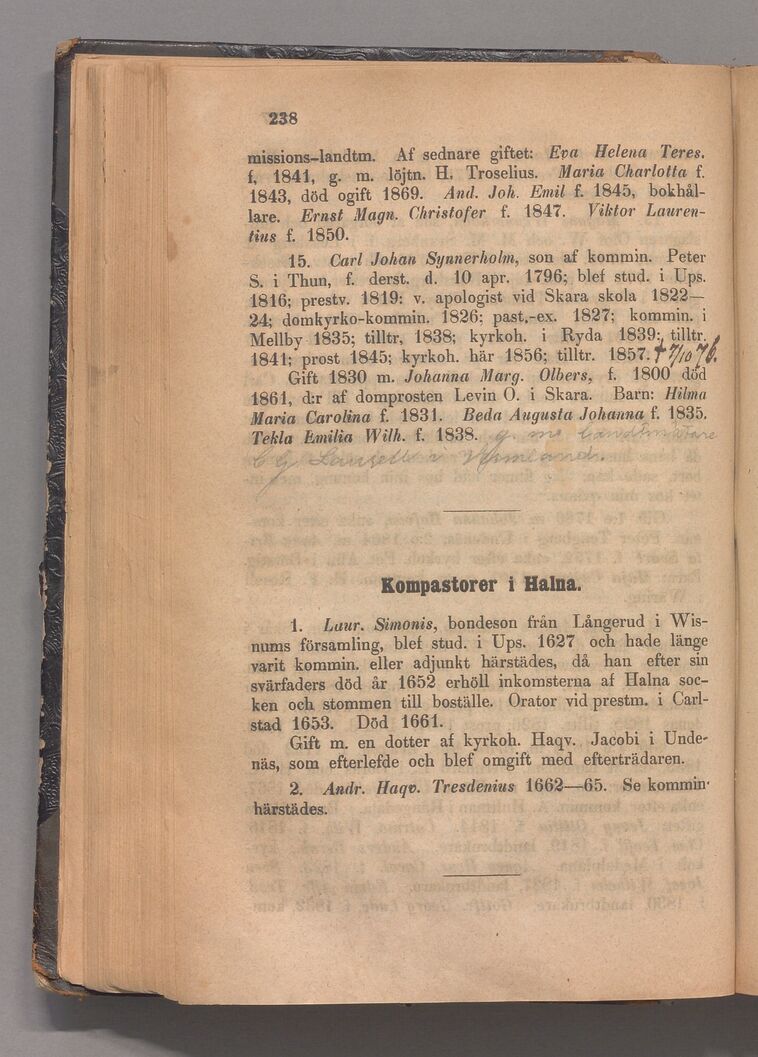 238
missions-landtm. Af sednare giftet: Eva Helena Teres.
f. 1841, g. m. löjtn. H. Troselius. Maria Charlotta f.
1843, död ogift 1869. And. Joh. Emil f. 1845, bokhål-
lare. Ernst Magn. Christofer f. 1847. Viktor Lauren-
tius f. 1850.
15. Carl Johan Synnerholm, son af kommin. Peter
S. i Thun, f. derst. d. 10 apr. 1796; blef stud. i Ups.
1816; prestv. 1819: v. apologist vid Skara skola 1822—
24; domkyrko-kommin. 1826; past.-ex. 1827; kommin. i
Mellby 1835; tilltr. 1838; kyrkoh. i Ryda 1839; tilltr.
1841; prost 1845; kyrkoh. här 1856; tilltr. 1857. † 7/10 76.
Gift 1830 m. Johanna Marg. Olbers, f. 1800 död
1861, d:r af domprosten Levin O. i Skara. Barn: Hilma
Maria Carolina f. 1831. Beda Augusta Johanna f. 1835.
Tekla Emilia Wilh. f. 1838. g. m. Landtmätare
i Vermland.
Kompastorer i Halna.
1. Laur. Simonis, bondeson från Långerud i Wis-
nums församling, blef stud. i Ups. 1627 och hade länge
varit kommin. eller adjunkt härstädes, då han efter sin
svärfaders död år 1652 erhöll inkomsterna af Halna soc-
ken och stommen till boställe. Orator vid prestm. i Carl-
stad 1653. Död 1661.
Gift m. en dotter af kyrkoh. Haqv. Jacobi i Unde-
näs, som efterlefde och blef omgift med efterträdaren.
2. Andr. Haqv. Tresdenius 1662—65. Se kommin.
härstädes.